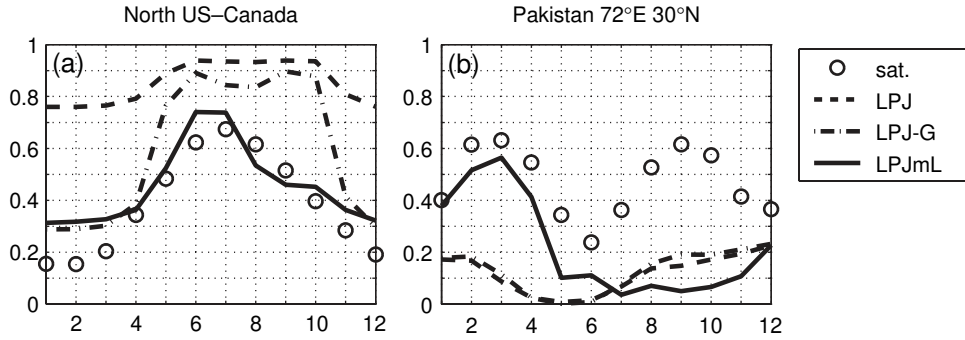 North US–Canada
(a)
1
0.8
0.6
0.4
0.2
0
2 4 6 8 10 12
Pakistan 72°E 30°N
(b)
1
0.8
0.6
0.4
0.2
0
2 4 6 8 10 12
sat.
LPJ
LPJ-G
LPJmL